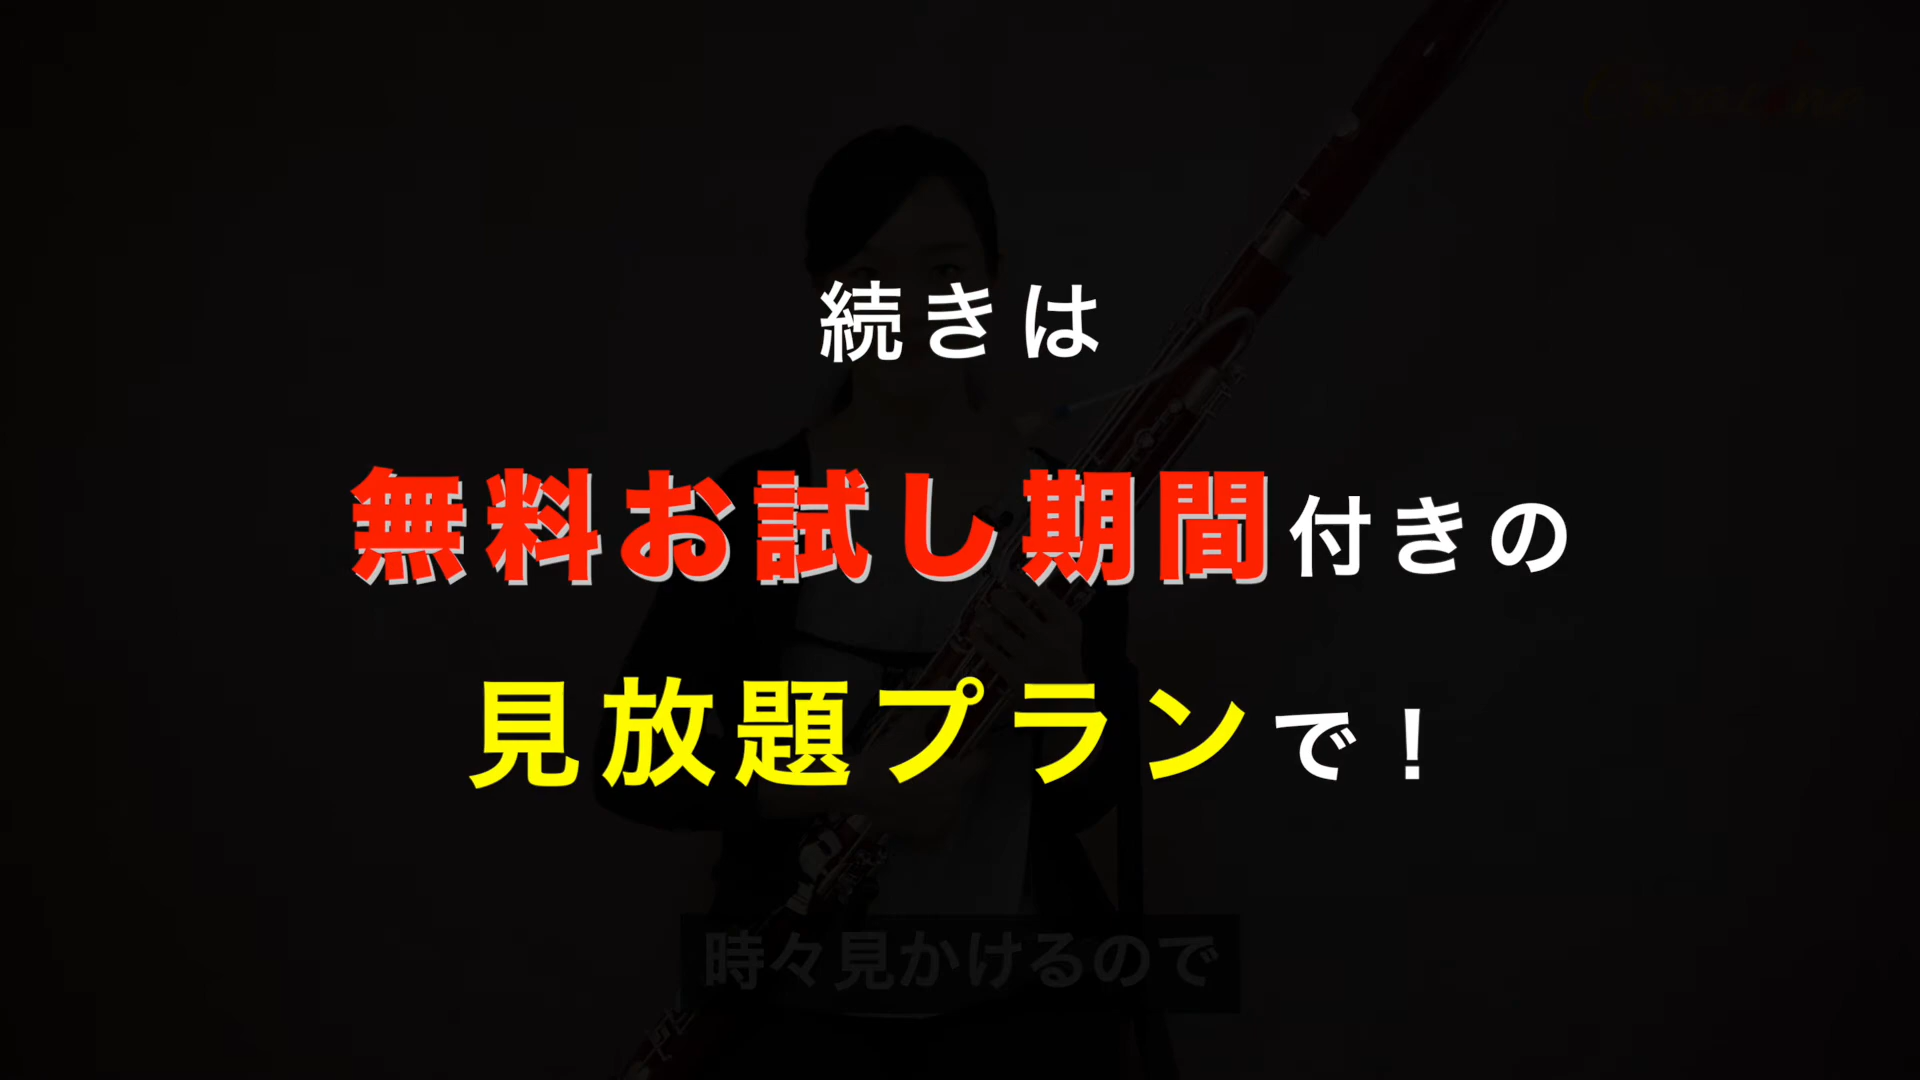 続きは
無料お試し期間付きの
見放題プランで！
時々見かけるので